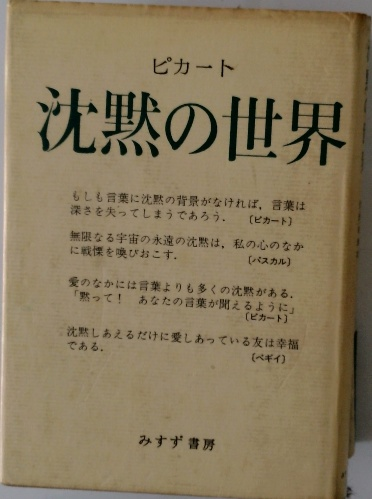 ピカート
沈黙の世界
もしも言葉に沈黙の背景がなければ，言葉は
深さを失ってしまうであろう．〔ピカート〕
無限なる宇宙の永遠の沈黙は，私の心のなか
に戦慄を喚びおこす．〔パスカル〕
愛のなかには言葉よりも多くの沈黙がある．
「黙って！　あなたの言葉が聞えるように」
〔ピカート〕
沈黙しあえるだけに愛しあっている友は幸福
である．〔ペギイ〕
みすず書房